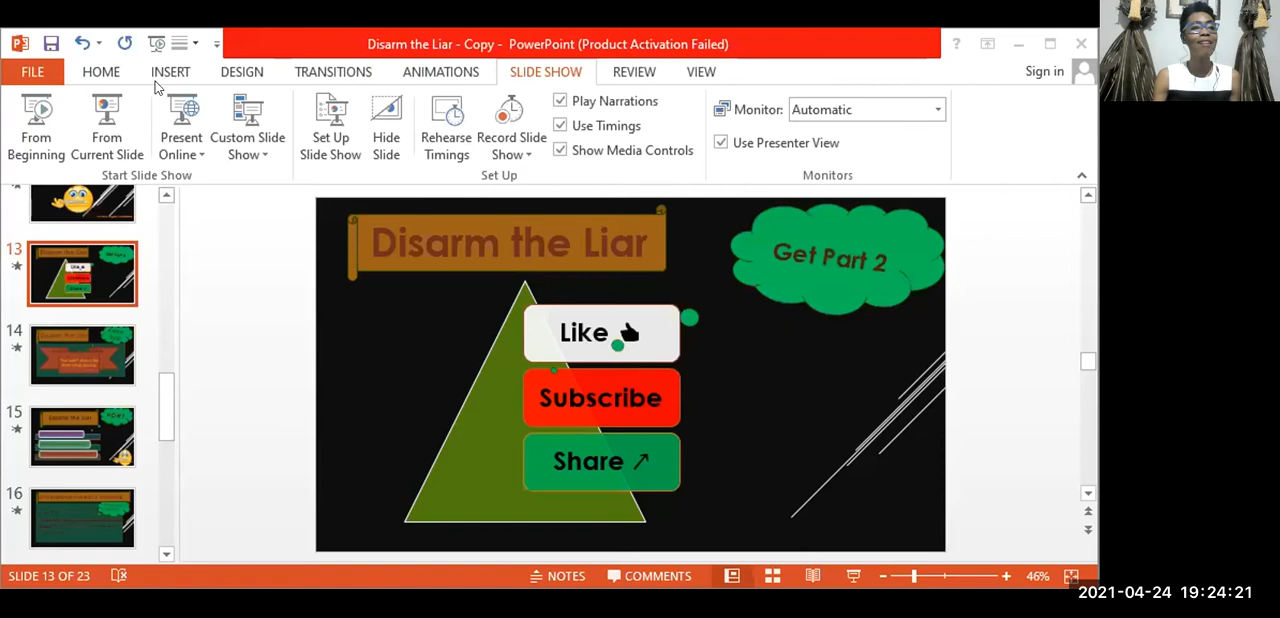 Disarm the Liar - Copy - PowerPoint (Product Activation Failed)
FILE HOME INSERT DESIGN TRANSITIONS ANIMATIONS SLIDE SHOW REVIEW VIEW Sign in
From Beginning
From Current Slide
Present Online
Custom Slide Show
Set Up Slide Show
Hide Slide
Rehearse Timings
Record Slide Show
Play Narrations
Use Timings
Show Media Controls
Monitor: Automatic
Use Presenter View
Start Slide Show
Set Up
Monitors
13
14
15
16
Disarm the Liar
Get Part 2
Like
Subscribe
Share
SLIDE 13 OF 23
NOTES
COMMENTS
46%
2021-04-24 19:24:21